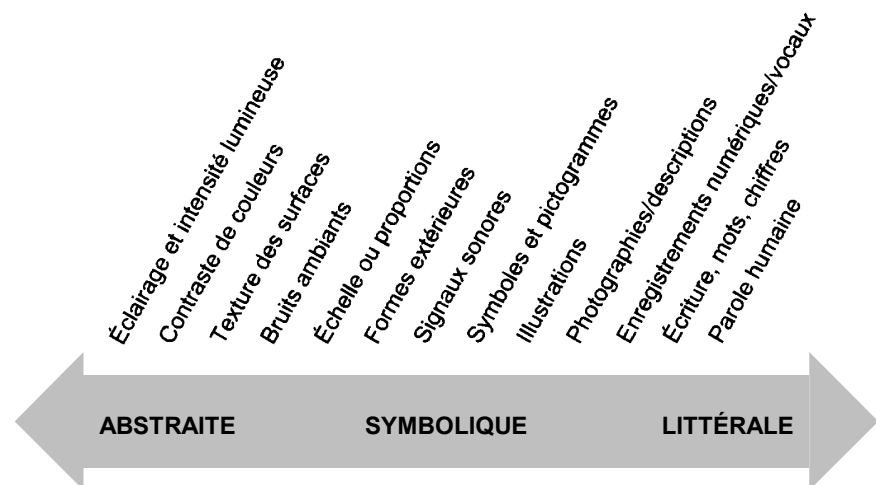 Éclairage et intensité lumineuse
Contraste de couleurs
Texture des surfaces
Bruits ambiants
Échelle ou proportions
Formes extérieures
Signaux sonores
Symboles et pictogrammes
Illustrations
Photographies/descriptions
Enregistrements numériques/vocaux
Écriture, mots, chiffres
Parole humaine
ABSTRAITE SYMBOLIQUE LITTÉRALE